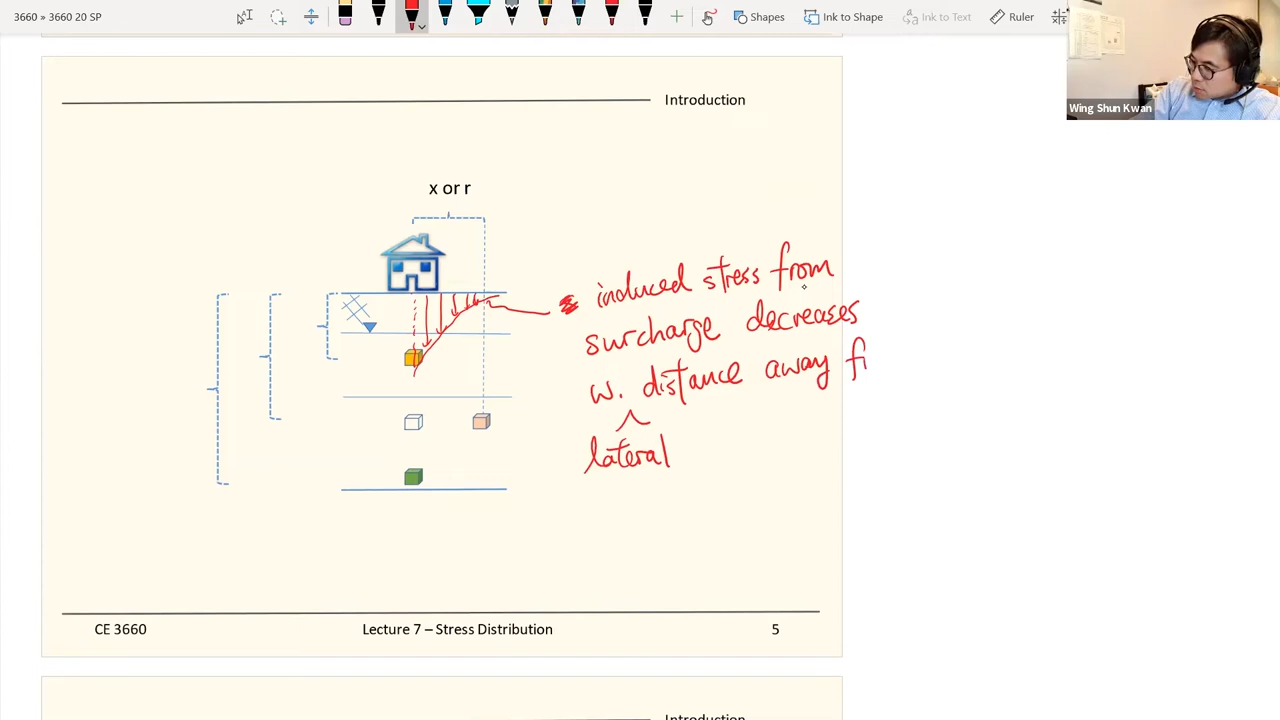 3660 » 3660 20 SP
Shapes
Ink to Shape
Ink to Text
Ruler
Wing Shun Kwan
Introduction
x or r
induced stress from
surcharge decreases
w. distance away
lateral
CE 3660
Lecture 7 – Stress Distribution
5
Introduction